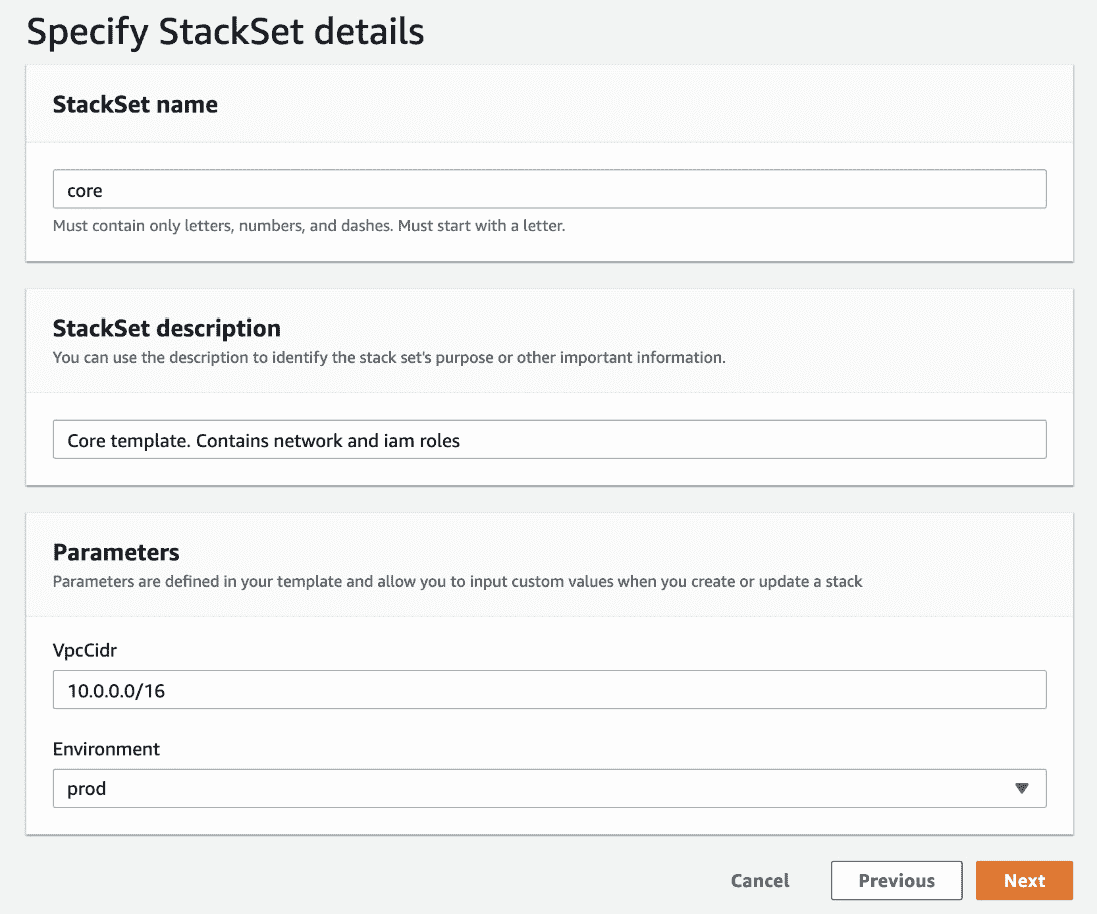 Specify StackSet details
StackSet name
core
Must contain only letters, numbers, and dashes. Must start with a letter.
StackSet description
You can use the description to identify the stack set's purpose or other important information.
Core template. Contains network and iam roles
Parameters
Parameters are defined in your template and allow you to input custom values when you create or update a stack
VpcCidr
10.0.0.0/16
Environment
prod
Cancel Previous Next